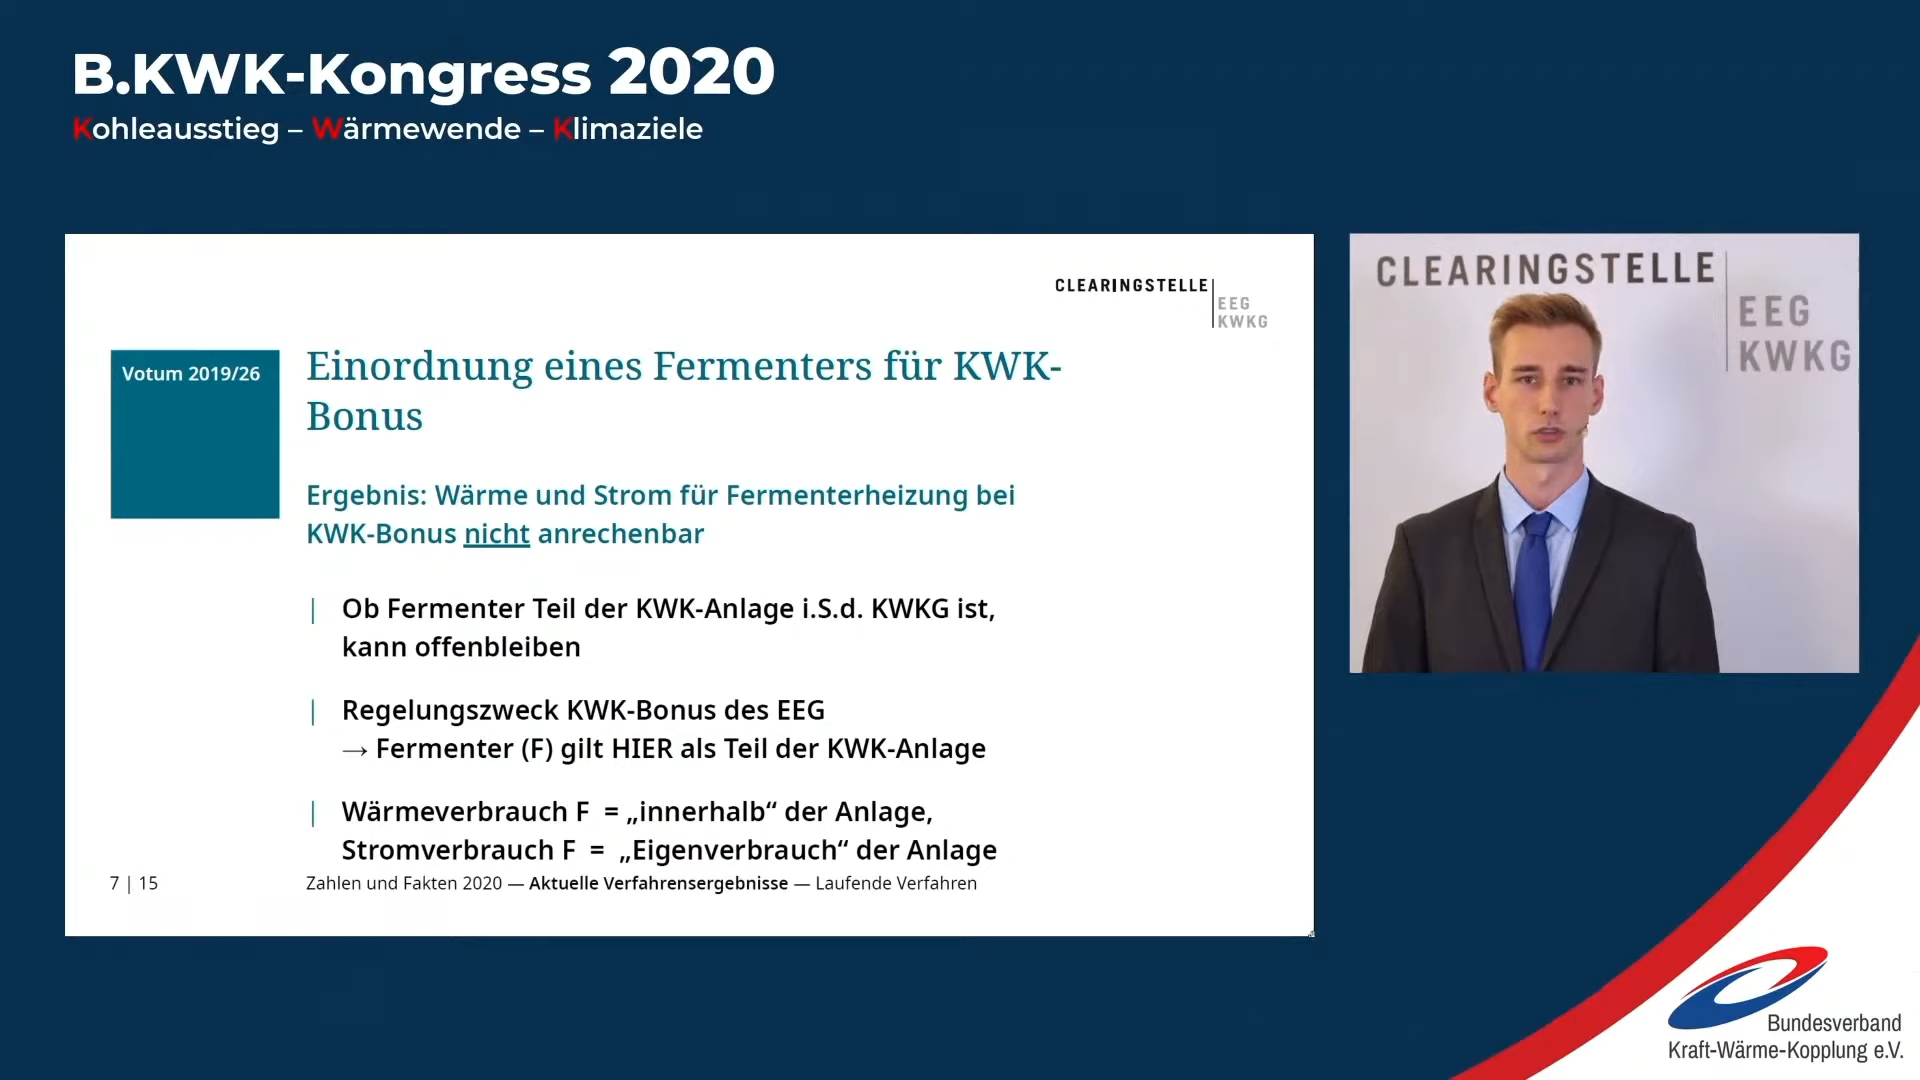 B.KWK-Kongress 2020
Kohleausstieg – Wärmewende – Klimaziele
CLEARINGSTELLE
EEG
KWKG
Votum 2019/26
Einordnung eines Fermenters für KWK-
Bonus
Ergebnis: Wärme und Strom für Fermenterheizung bei
KWK-Bonus nicht anrechenbar
| Ob Fermenter Teil der KWK-Anlage i.S.d. KWKG ist,
kann offenbleiben
| Regelungszweck KWK-Bonus des EEG
→ Fermenter (F) gilt HIER als Teil der KWK-Anlage
| Wärmeverbrauch F = „innerhalb“ der Anlage,
Stromverbrauch F = „Eigenverbrauch“ der Anlage
7 | 15
Zahlen und Fakten 2020 — Aktuelle Verfahrensergebnisse — Laufende Verfahren
CLEARINGSTELLE
EEG
KWKG
Bundesverband
Kraft-Wärme-Kopplung e.V.